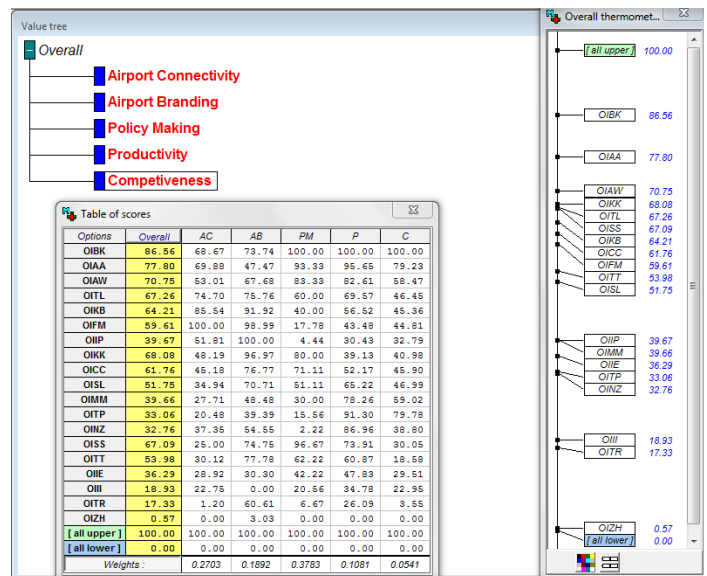 Value tree
Overall
Airport Connectivity
Airport Branding
Policy Making
Productivity
Competiveness
Table of scores
Options Overall AC AB PM P C
OIBK 86.56 68.67 73.74 100.00 100.00 100.00
OIAA 77.80 69.88 47.47 93.33 95.65 79.23
OIAW 70.75 53.01 67.68 83.33 82.61 58.47
OITL 67.26 74.70 75.76 60.00 69.57 46.45
OIKB 64.21 85.54 91.92 40.00 56.52 45.36
OIFM 59.61 100.00 98.99 17.78 43.48 44.81
OIIP 39.67 51.81 100.00 4.44 30.43 32.79
OIKK 68.08 48.19 96.97 80.00 39.13 40.98
OICC 61.76 45.18 76.77 71.11 52.17 45.90
OISL 51.75 34.94 70.71 51.11 65.22 46.99
OIMM 39.66 27.71 48.48 30.00 78.26 59.02
OITP 33.06 20.48 39.39 15.56 91.30 79.78
OINZ 32.76 37.35 54.55 2.22 86.96 38.80
OISS 67.09 25.00 74.75 96.67 73.91 30.05
OITT 53.98 30.12 77.78 62.22 60.87 18.58
OIIE 36.29 28.92 30.30 42.22 47.83 29.51
OIII 18.93 22.75 0.00 20.56 34.78 22.95
OITR 17.33 1.20 60.61 6.67 26.09 3.55
OIZH 0.57 0.00 3.03 0.00 0.00 0.00
[ all upper ] 100.00 100.00 100.00 100.00 100.00 100.00
[ all lower ] 0.00 0.00 0.00 0.00 0.00 0.00
Weights : 0.2703 0.1892 0.3783 0.1081 0.0541
Overall thermomet...
[ all upper ] 100.00
OIBK 86.56
OIAA 77.80
OIAW 70.75
OIKK 68.08
OITL 67.26
OISS 67.09
OIKB 64.21
OICC 61.76
OIFM 59.61
OITT 53.98
OISL 51.75
OIIP 39.67
OIMM 39.66
OIIE 36.29
OITP 33.06
OINZ 32.76
OIII 18.93
OITR 17.33
OIZH 0.57
[ all lower ] 0.00